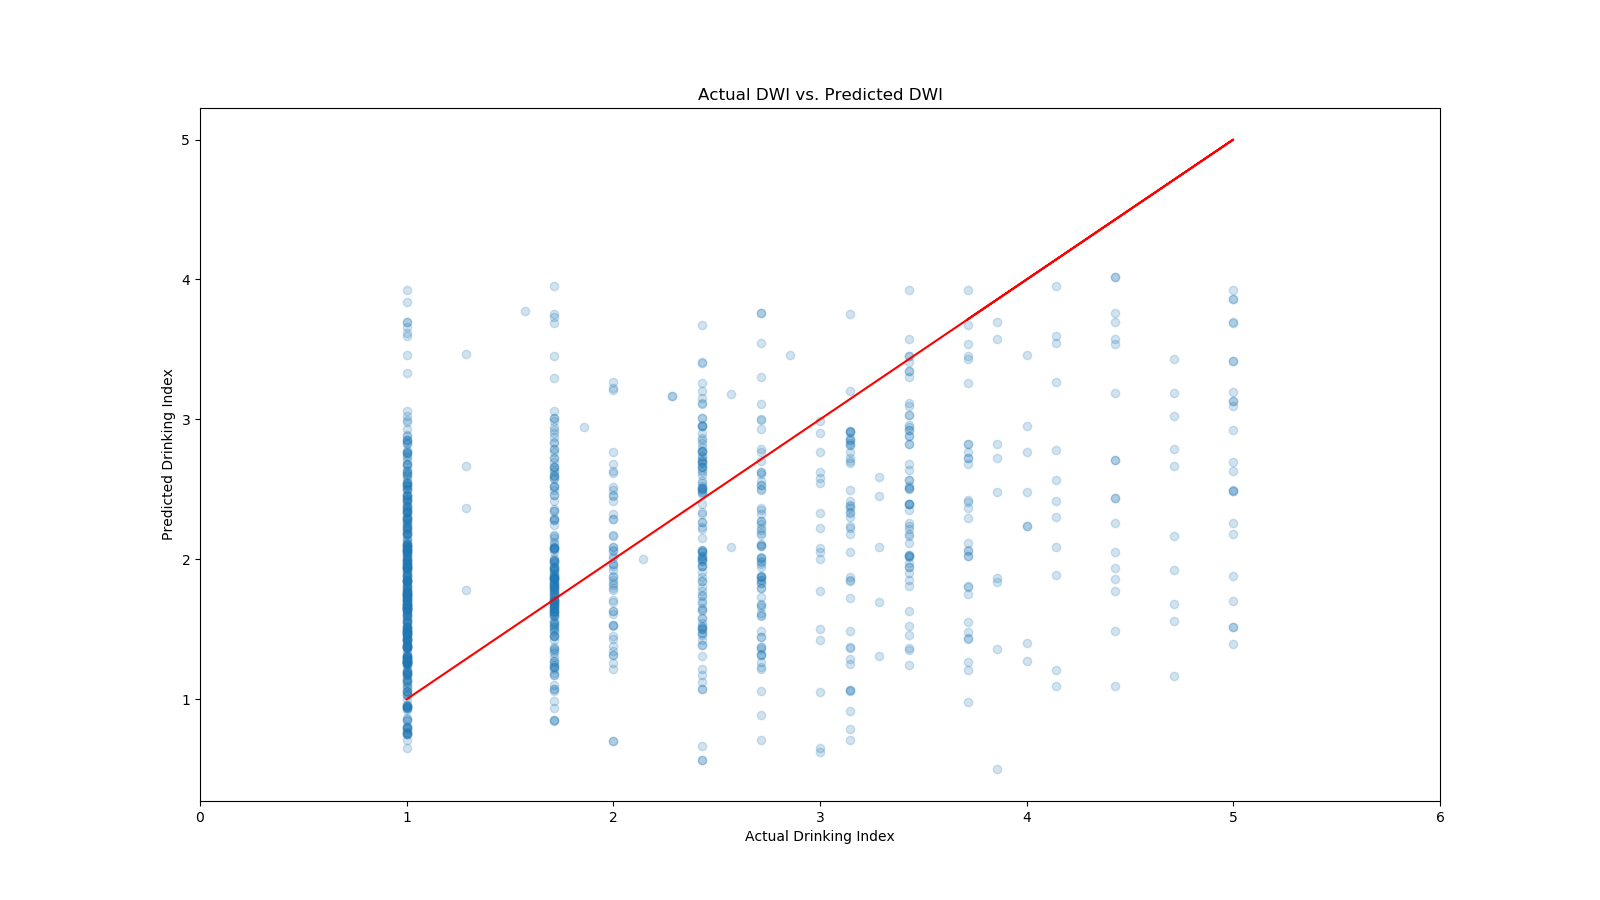 Actual DWI vs. Predicted DWI
5
4
3
2
1
Predicted Drinking Index
0 1 2 3 4 5 6
Actual Drinking Index